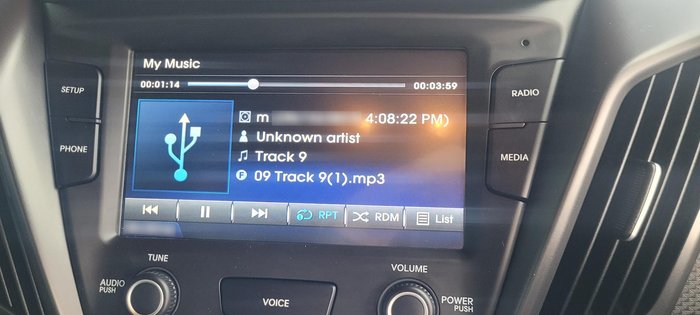 My Music
00:01:14 00:03:59
SETUP
RADIO
m 4:08:22 PM)
Unknown artist
Track 9
F 09 Track 9(1).mp3
PHONE
MEDIA
RPT RDM List
TUNE
AUDIO
PUSH
VOICE
VOLUME
POWER
PUSH